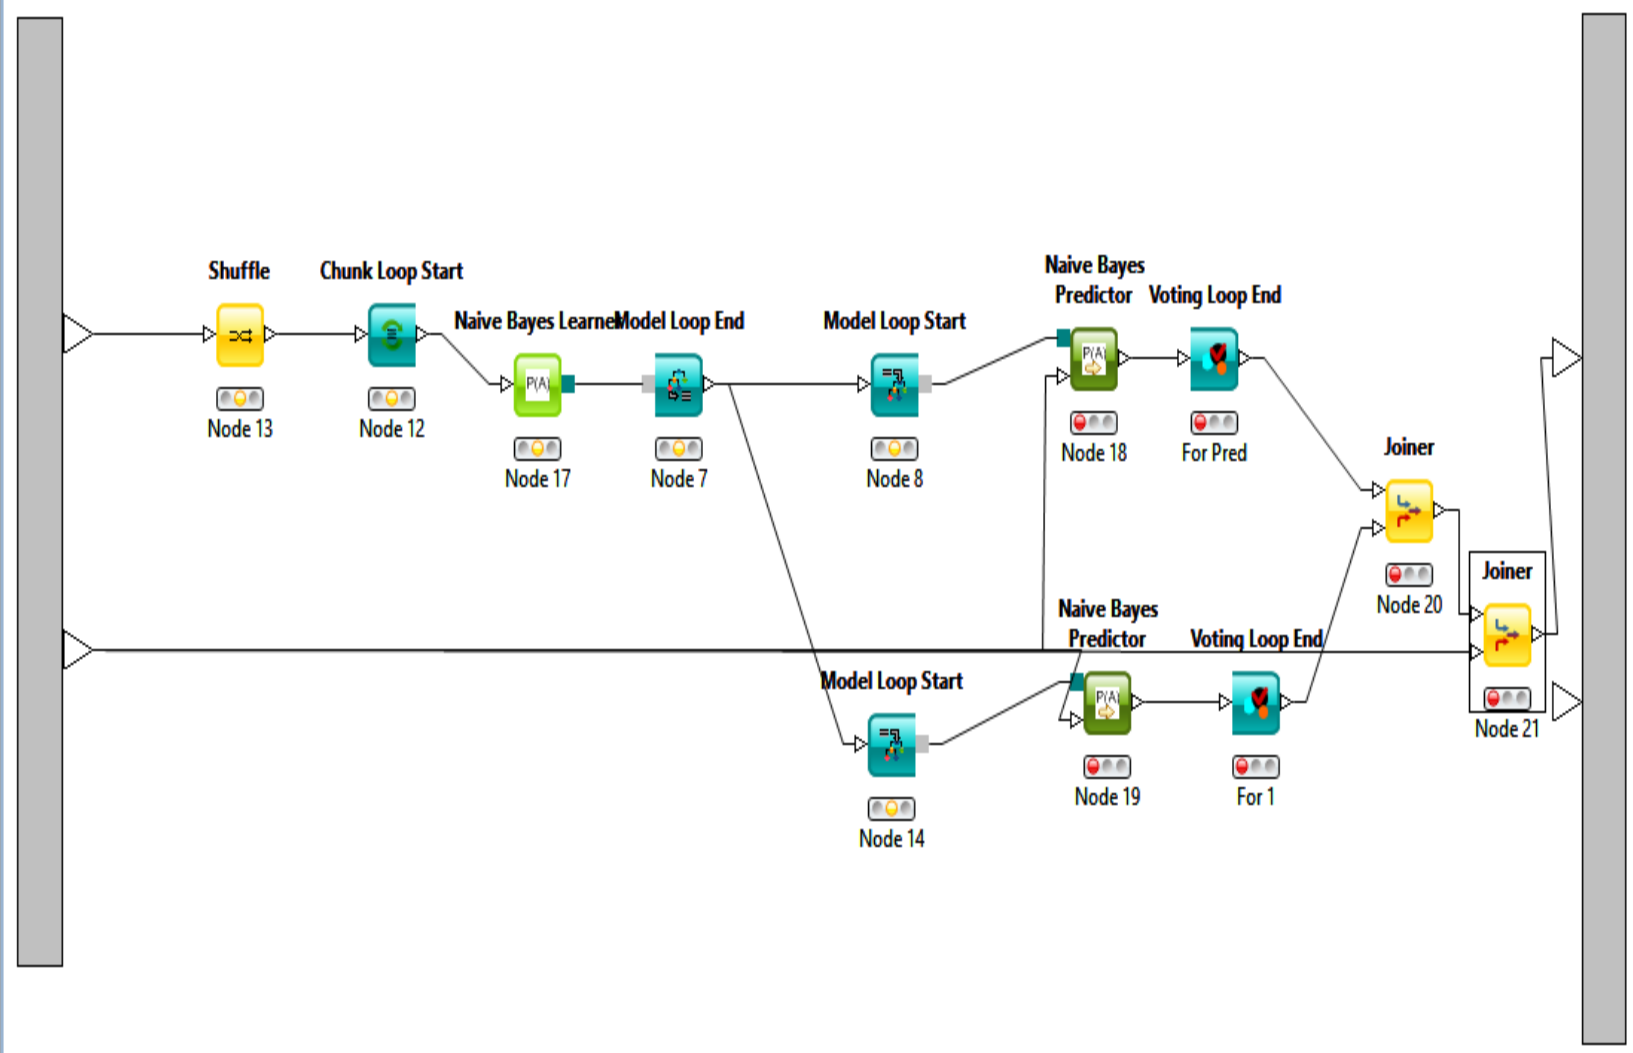 Shuffle
Node 13
Chunk Loop Start
Node 12
Naive Bayes Learner
P(A)
Node 17
Model Loop End
Node 7
Model Loop Start
Node 8
Naive Bayes
Predictor
P(A)
Node 18
Voting Loop End
For Pred
Joiner
Node 20
Joiner
Node 21
Model Loop Start
Node 14
Naive Bayes
Predictor
P(A)
Node 19
Voting Loop End
For 1